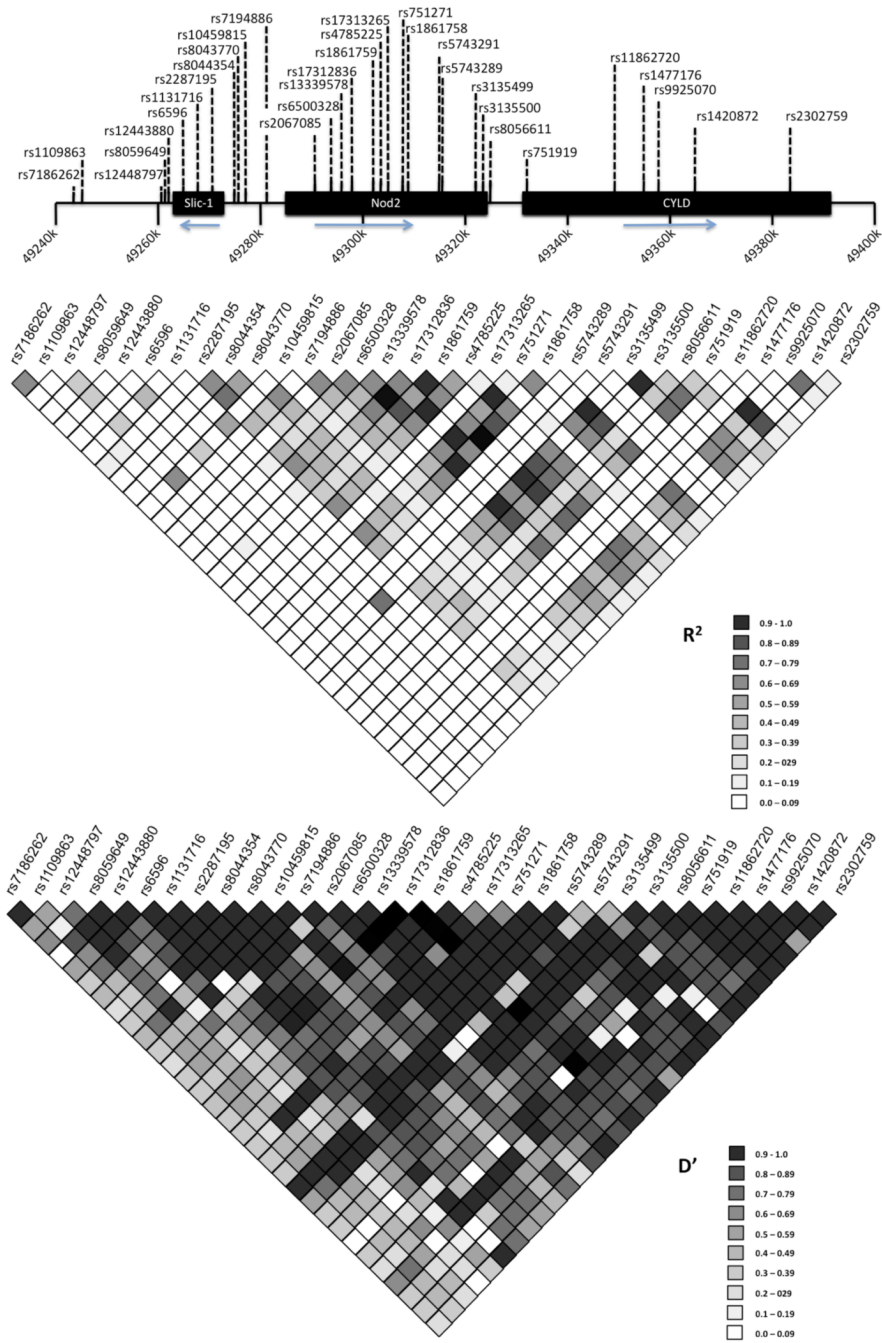 rs7194886
rs10459815
rs8043770
rs8044354
rs2287195
rs1131716
rs6596
rs12443880
rs8059649
rs12448797
rs1109863
rs7186262
rs17313265
rs4785225
rs1861759
rs17312836
rs13339578
rs6500328
rs2067085
rs751271
rs1861758
rs5743291
rs5743289
rs3135499
rs3135500
rs8056611
rs751919
rs11862720
rs1477176
rs9925070
rs1420872
rs2302759
Slic-1
Nod2
CYLD
49240k
49260k
49280k
49300k
49320k
49340k
49360k
49380k
49400k
rs7186262
rs1109863
rs12448797
rs8059649
rs12443880
rs6596
rs1131716
rs2287195
rs8044354
rs8043770
rs10459815
rs7194886
rs2067085
rs6500328
rs13339578
rs17312836
rs1861759
rs4785225
rs17313265
rs751271
rs1861758
rs5743289
rs5743291
rs3135499
rs3135500
rs8056611
rs751919
rs11862720
rs1477176
rs9925070
rs1420872
rs2302759
R²
0.9 - 1.0
0.8 – 0.89
0.7 – 0.79
0.6 – 0.69
0.5 – 0.59
0.4 – 0.49
0.3 – 0.39
0.2 – 029
0.1 – 0.19
0.0 – 0.09
rs7186262
rs1109863
rs12448797
rs8059649
rs12443880
rs6596
rs1131716
rs2287195
rs8044354
rs8043770
rs10459815
rs7194886
rs2067085
rs6500328
rs13339578
rs17312836
rs1861759
rs4785225
rs17313265
rs751271
rs1861758
rs5743289
rs5743291
rs3135499
rs3135500
rs8056611
rs751919
rs11862720
rs1477176
rs9925070
rs1420872
rs2302759
D’
0.9 - 1.0
0.8 – 0.89
0.7 – 0.79
0.6 – 0.69
0.5 – 0.59
0.4 – 0.49
0.3 – 0.39
0.2 – 029
0.1 – 0.19
0.0 – 0.09